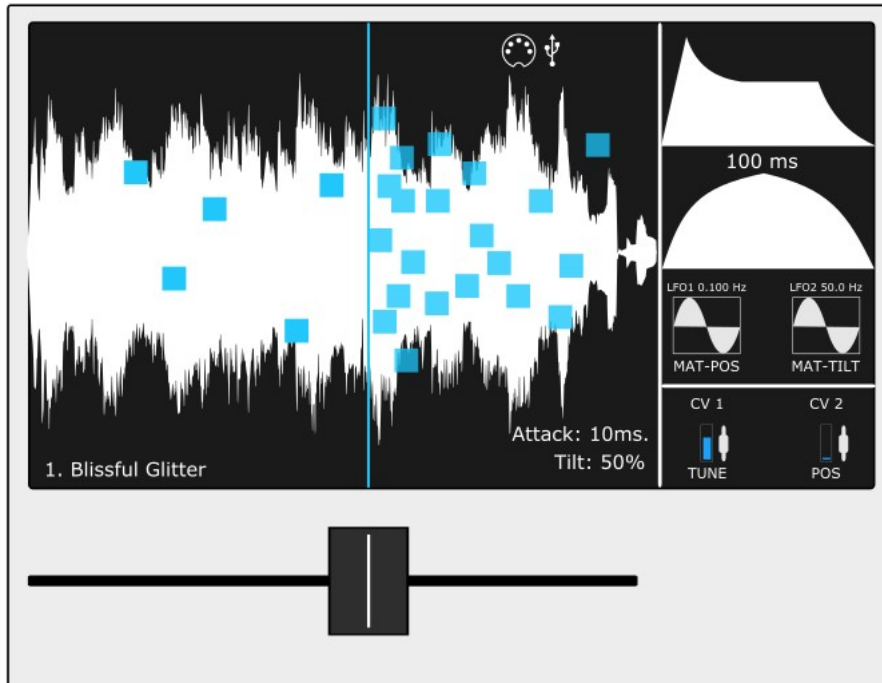 100 ms
LFO1 0.100 Hz
LFO2 50.0 Hz
MAT-POS
MAT-TILT
CV 1
CV 2
TUNE
POS
Attack: 10ms.
Tilt: 50%
1. Blissful Glitter